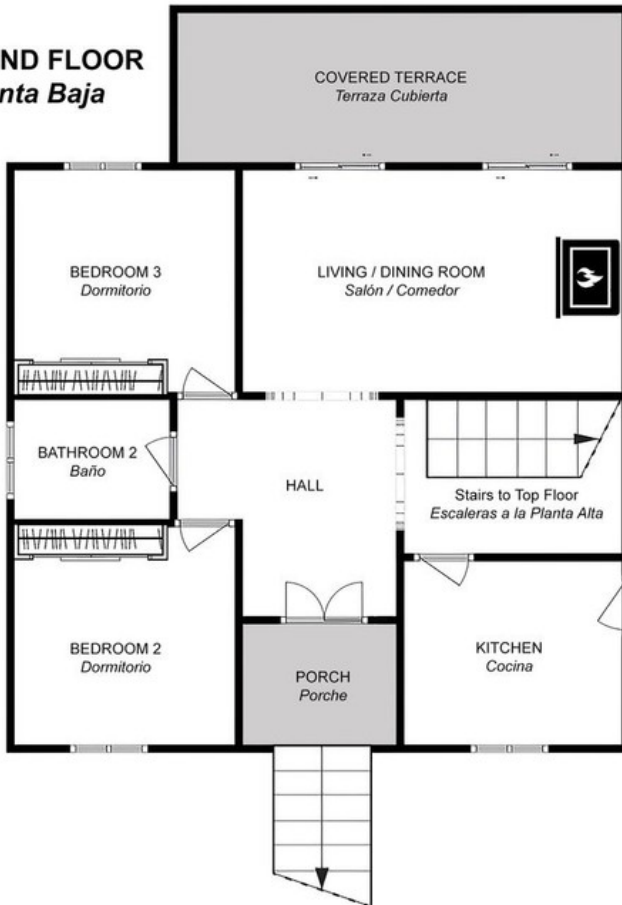 ND FLOOR
nta Baja
COVERED TERRACE
Terraza Cubierta
BEDROOM 3
Dormitorio
LIVING / DINING ROOM
Salón / Comedor
BATHROOM 2
Baño
HALL
Stairs to Top Floor
Escaleras a la Planta Alta
BEDROOM 2
Dormitorio
PORCH
Porche
KITCHEN
Cocina